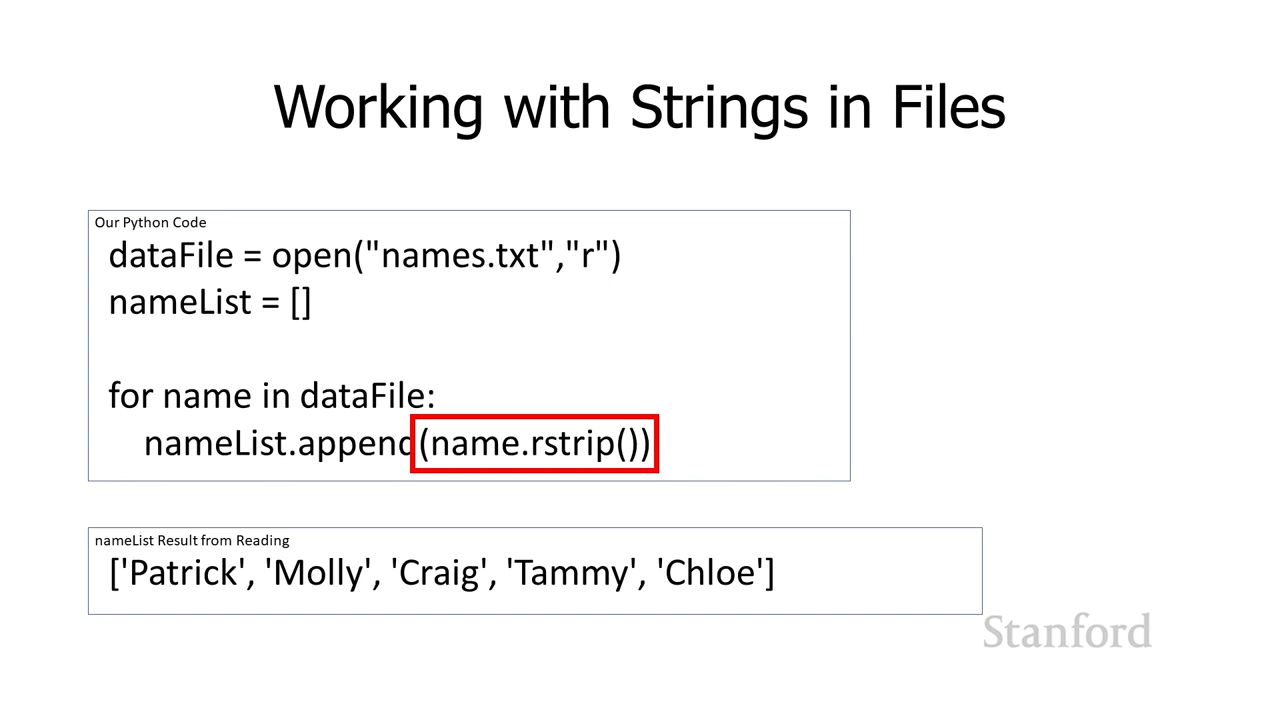 Working with Strings in Files
Our Python Code
dataFile = open("names.txt","r")
nameList = []
for name in dataFile:
nameList.append(name.rstrip())
nameList Result from Reading
['Patrick', 'Molly', 'Craig', 'Tammy', 'Chloe']
Stanford